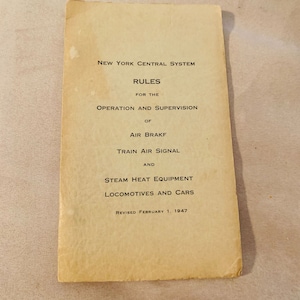 New York Central System
RULES
FOR THE
Operation and Supervision
OF
Air Brake
Train Air Signal
AND
Steam Heat Equipment
Locomotives and Cars
Revised February 1, 1947